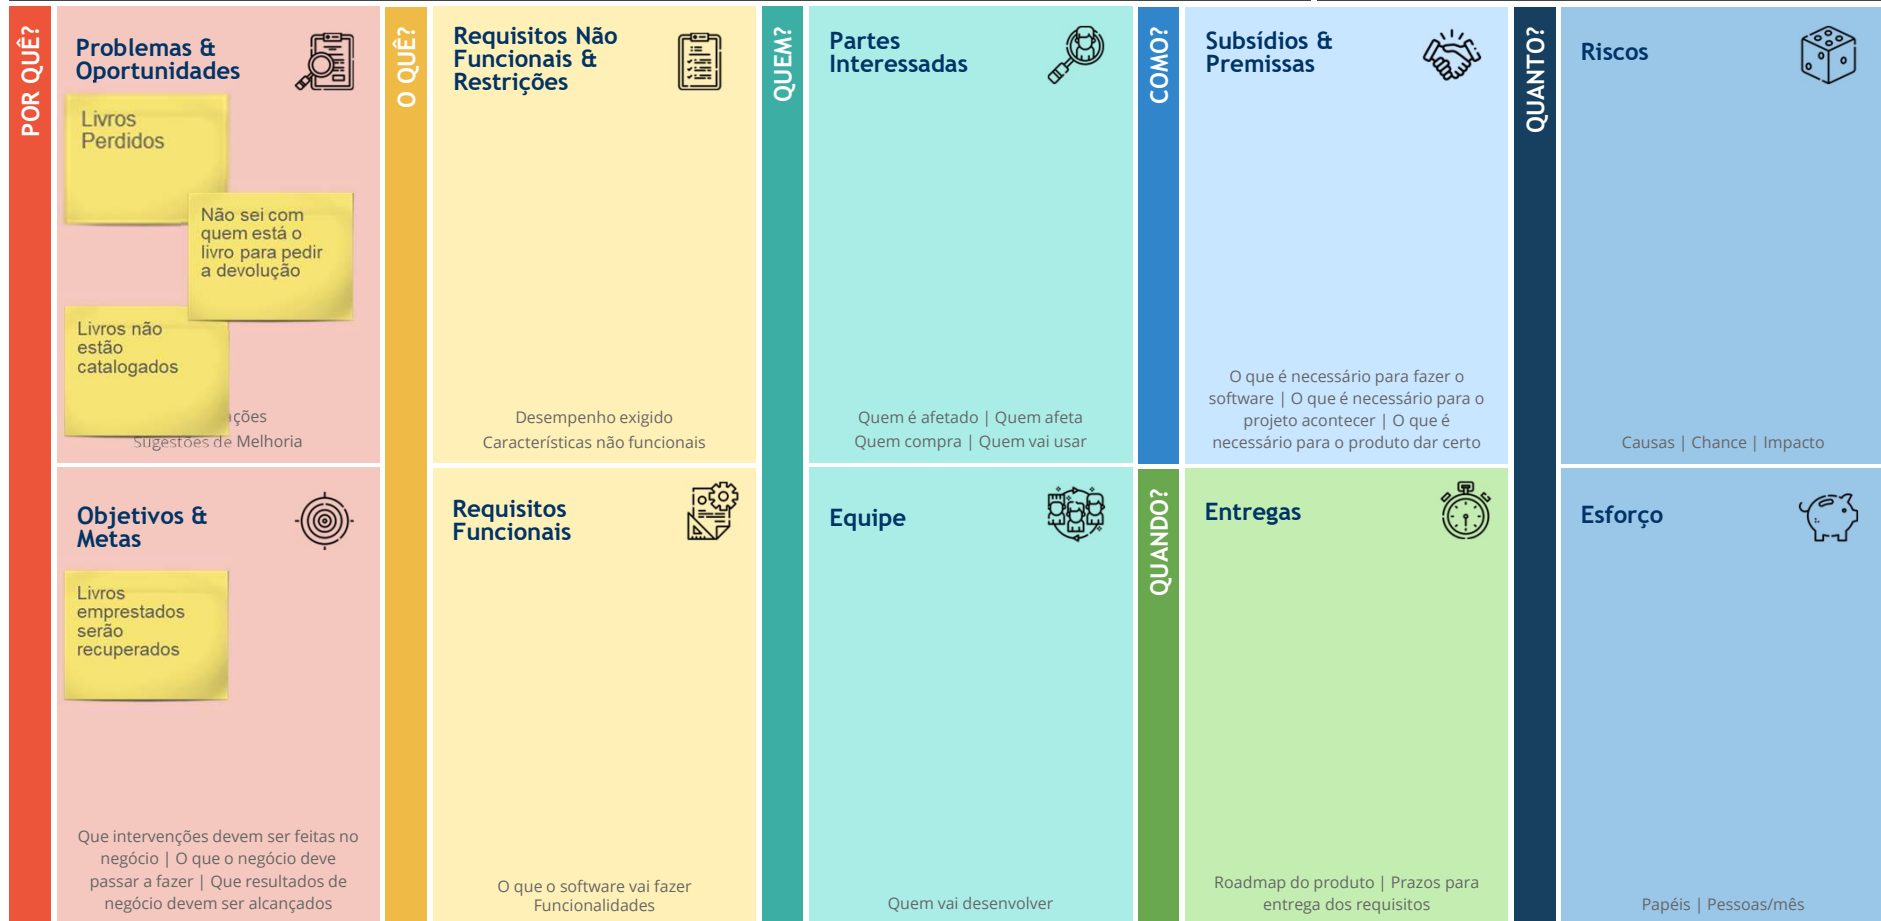 POR QUÊ?
Problemas &
Oportunidades
Livros
Perdidos
Não sei com
quem está o
livro para pedir
a devolução
Livros não
estão
catalogados
ções
Sugestões de Melhoria
Objetivos &
Metas
Livros
emprestados
serão
recuperados
Que intervenções devem ser feitas no
negócio | O que o negócio deve
passar a fazer | Que resultados de
negócio devem ser alcançados
O QUÊ?
Requisitos Não
Funcionais &
Restrições
Desempenho exigido
Características não funcionais
Requisitos
Funcionais
O que o software vai fazer
Funcionalidades
QUEM?
Partes
Interessadas
Quem é afetado | Quem afeta
Quem compra | Quem vai usar
Equipe
Quem vai desenvolver
COMO?
Subsídios &
Premissas
O que é necessário para fazer o
software | O que é necessário para o
projeto acontecer | O que é
necessário para o produto dar certo
QUANDO?
Entregas
Roadmap do produto | Prazos para
entrega dos requisitos
QUANTO?
Riscos
Causas | Chance | Impacto
Esforço
Papéis | Pessoas/mês